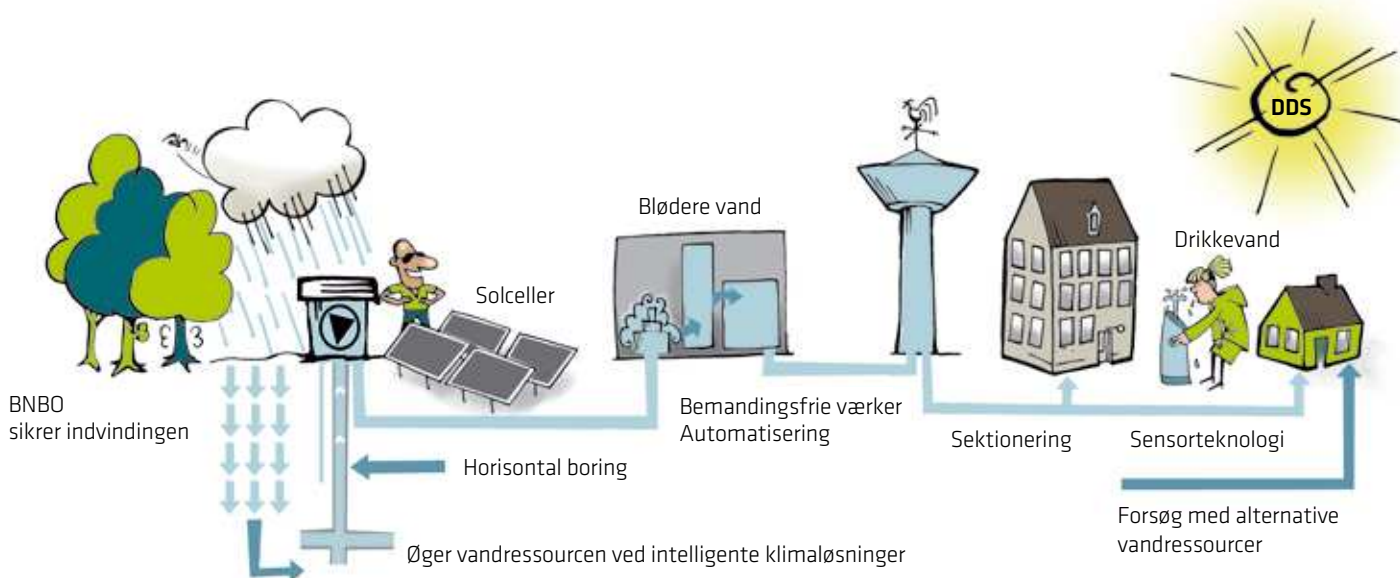 DDS
Blødere vand
Drikkevand
Solceller
BNBO
sikrer indvindingen
Bemandingsfrie værker
Automatisering
Sektionering
Sensorteknologi
Horisontal boring
Forsøg med alternative
vandressourcer
Øger vandressourcen ved intelligente klimaløsninger